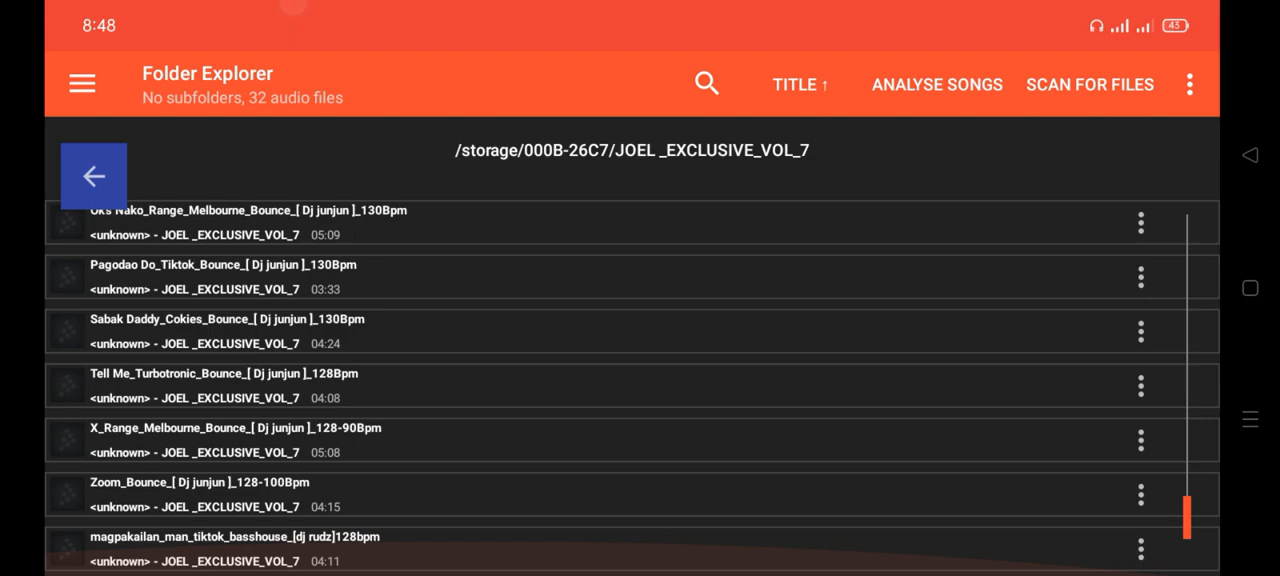 8:48
43
Folder Explorer
No subfolders, 32 audio files
TITLE ↑
ANALYSE SONGS
SCAN FOR FILES
/storage/000B-26C7/JOEL _EXCLUSIVE_VOL_7
Oks Nako_Range_Melbourne_Bounce_[ Dj junjun ]_130Bpm
<unknown> - JOEL _EXCLUSIVE_VOL_7 05:09
Pagodao Do_Tiktok_Bounce_[ Dj junjun ]_130Bpm
<unknown> - JOEL _EXCLUSIVE_VOL_7 03:33
Sabak Daddy_Cokies_Bounce_[ Dj junjun ]_130Bpm
<unknown> - JOEL _EXCLUSIVE_VOL_7 04:24
Tell Me_Turbotronic_Bounce_[ Dj junjun ]_128Bpm
<unknown> - JOEL _EXCLUSIVE_VOL_7 04:08
X_Range_Melbourne_Bounce_[ Dj junjun ]_128-90Bpm
<unknown> - JOEL _EXCLUSIVE_VOL_7 05:08
Zoom_Bounce_[ Dj junjun ]_128-100Bpm
<unknown> - JOEL _EXCLUSIVE_VOL_7 04:15
magpakailan_man_tiktok_basshouse_[dj rudz]128bpm
<unknown> - JOEL _EXCLUSIVE_VOL_7 04:11